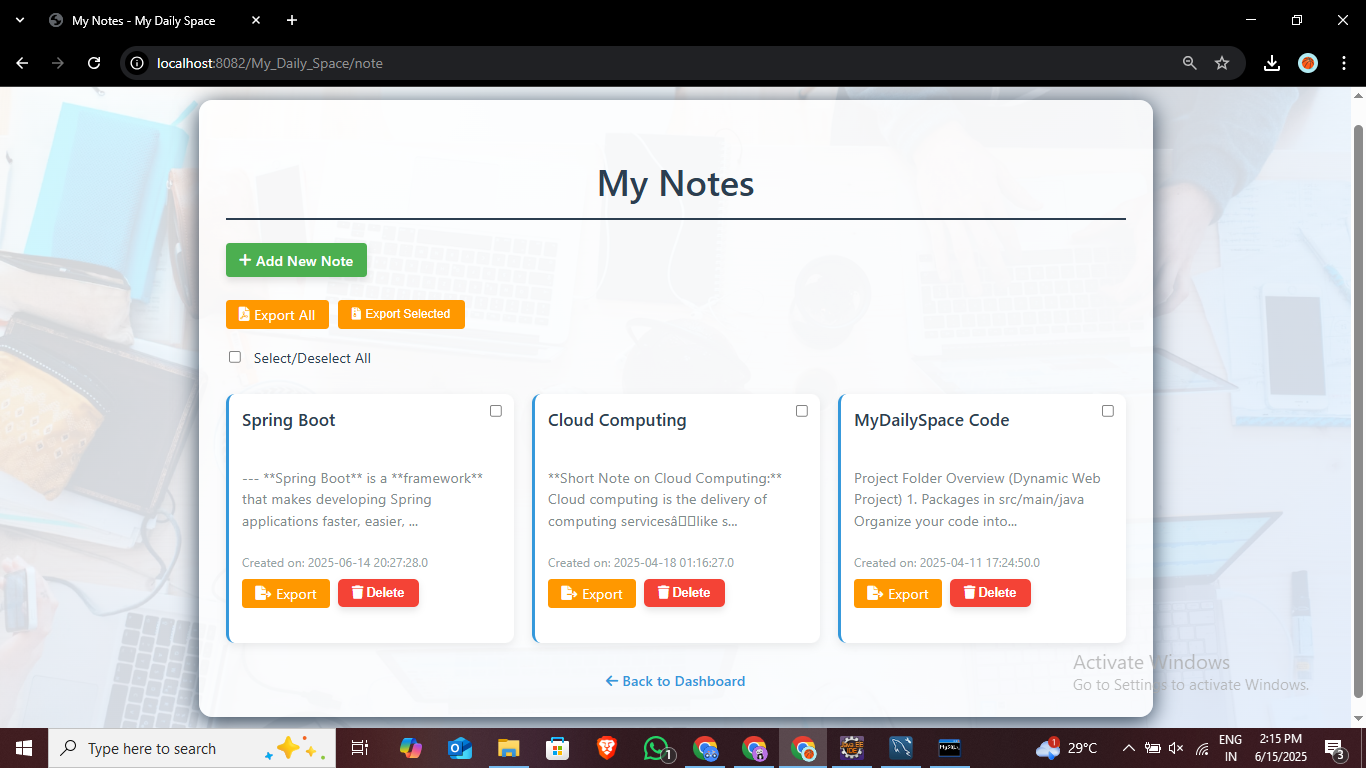 My Notes - My Daily Space
localhost:8082/My_Daily_Space/note
My Notes
+ Add New Note
Export All
Export Selected
Select/Deselect All
Spring Boot
--- **Spring Boot** is a **framework**
that makes developing Spring
applications faster, easier, ...
Created on: 2025-06-14 20:27:28.0
Export
Delete
Cloud Computing
**Short Note on Cloud Computing:**
Cloud computing is the delivery of
computing servicesâ▯▯like s...
Created on: 2025-04-18 01:16:27.0
Export
Delete
MyDailySpace Code
Project Folder Overview (Dynamic Web
Project) 1. Packages in src/main/java
Organize your code into...
Created on: 2025-04-11 17:24:50.0
Export
Delete
← Back to Dashboard
Activate Windows
Go to Settings to activate Windows.
Type here to search
1
1
29°C
ENG
IN
2:15 PM
6/15/2025
3